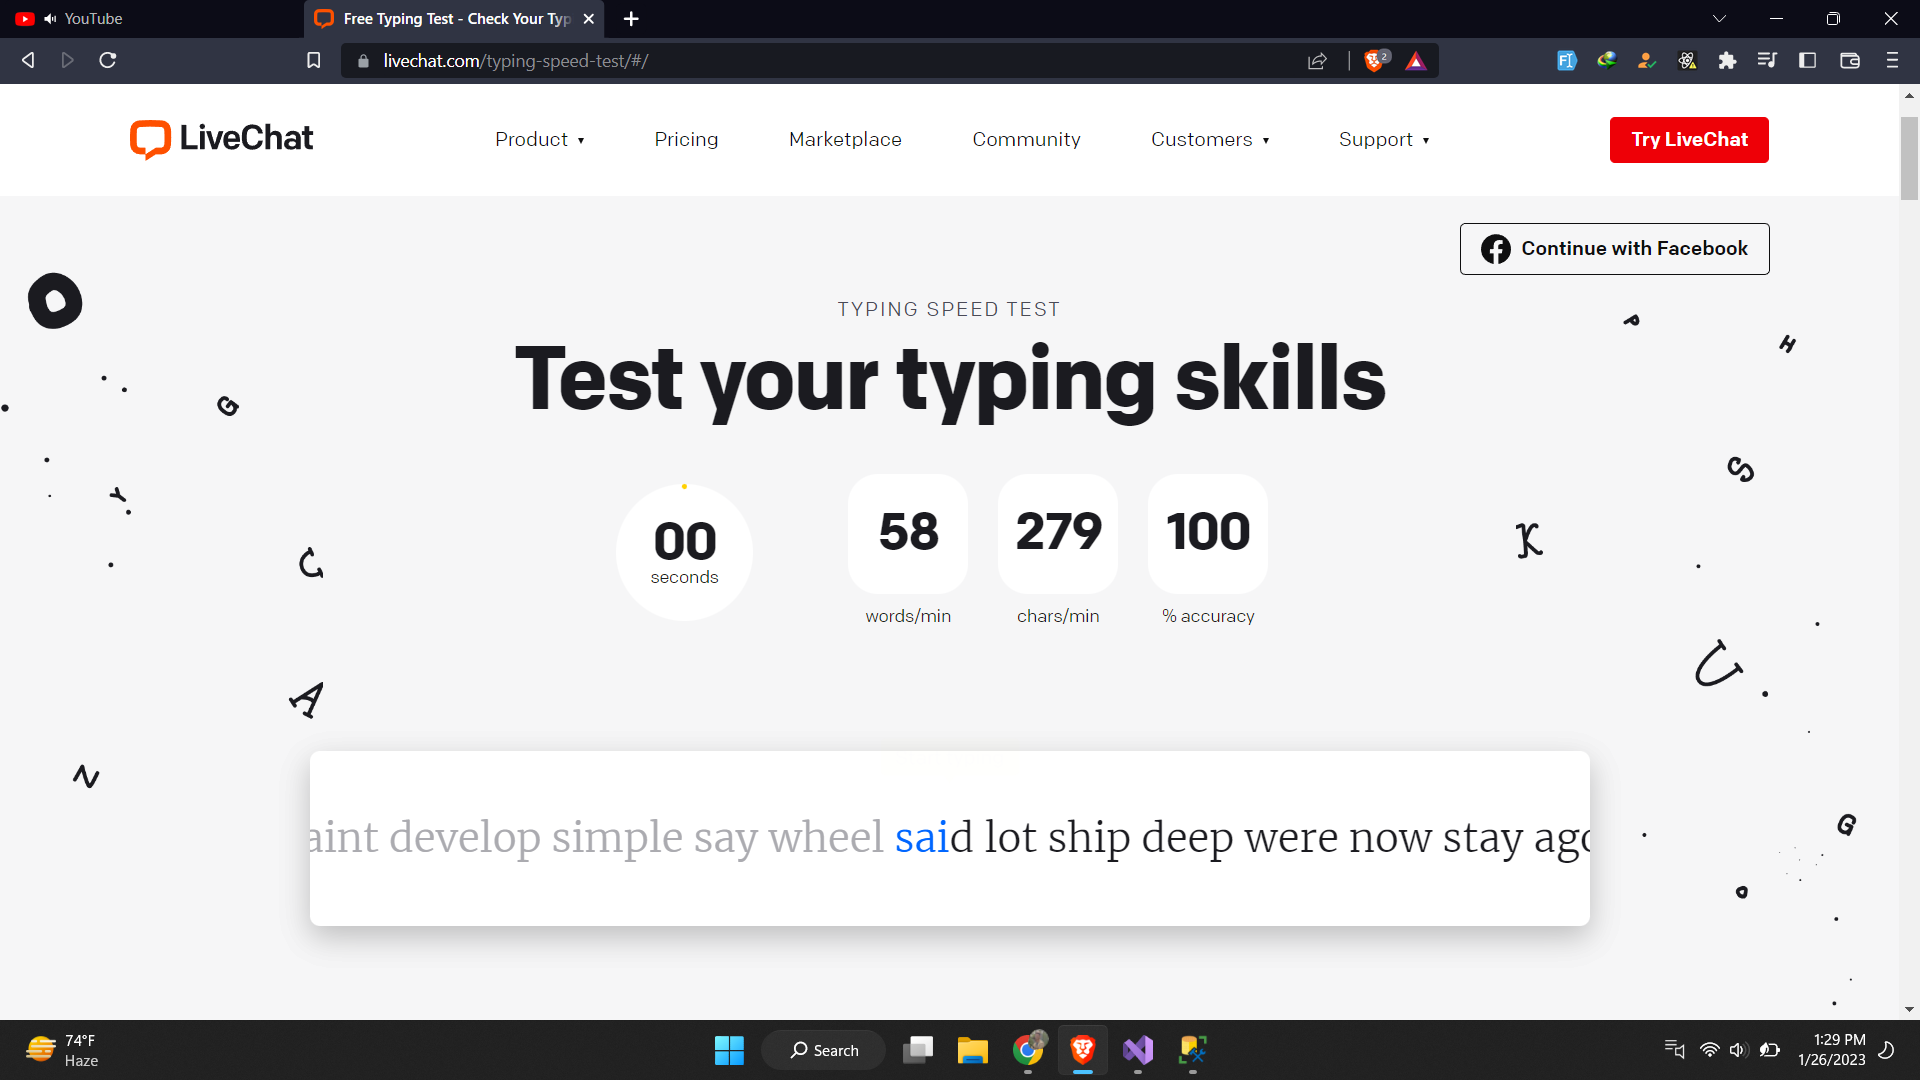 YouTube
Free Typing Test - Check Your Typ
livechat.com/typing-speed-test/#/
2
LiveChat
Product
Pricing
Marketplace
Community
Customers
Support
Try LiveChat
Continue with Facebook
TYPING SPEED TEST
Test your typing skills
00
seconds
58
words/min
279
chars/min
100
% accuracy
aint develop simple say wheel said lot ship deep were now stay ago
O
G
Y
C
A
N
P
H
S
K
U
G
O
74°F
Haze
Search
1:29 PM
1/26/2023